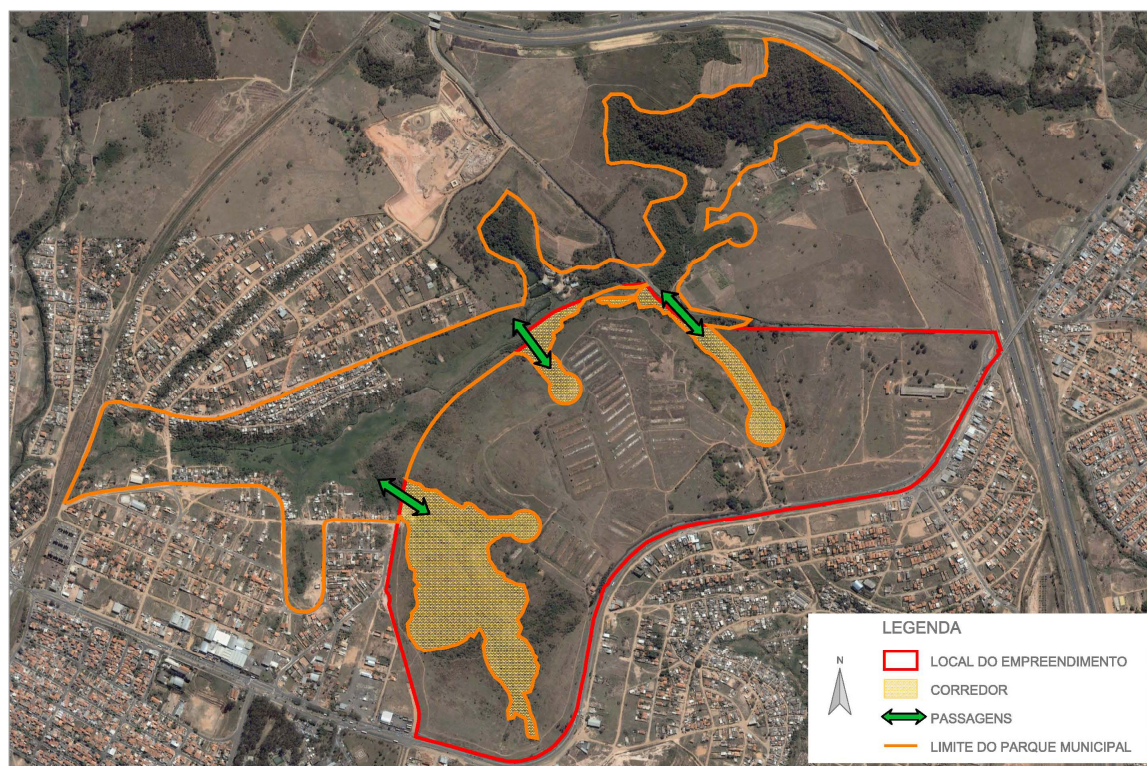 LEGENDA
N
LOCAL DO EMPREENDIMENTO
CORREDOR
PASSAGENS
LIMITE DO PARQUE MUNICIPAL